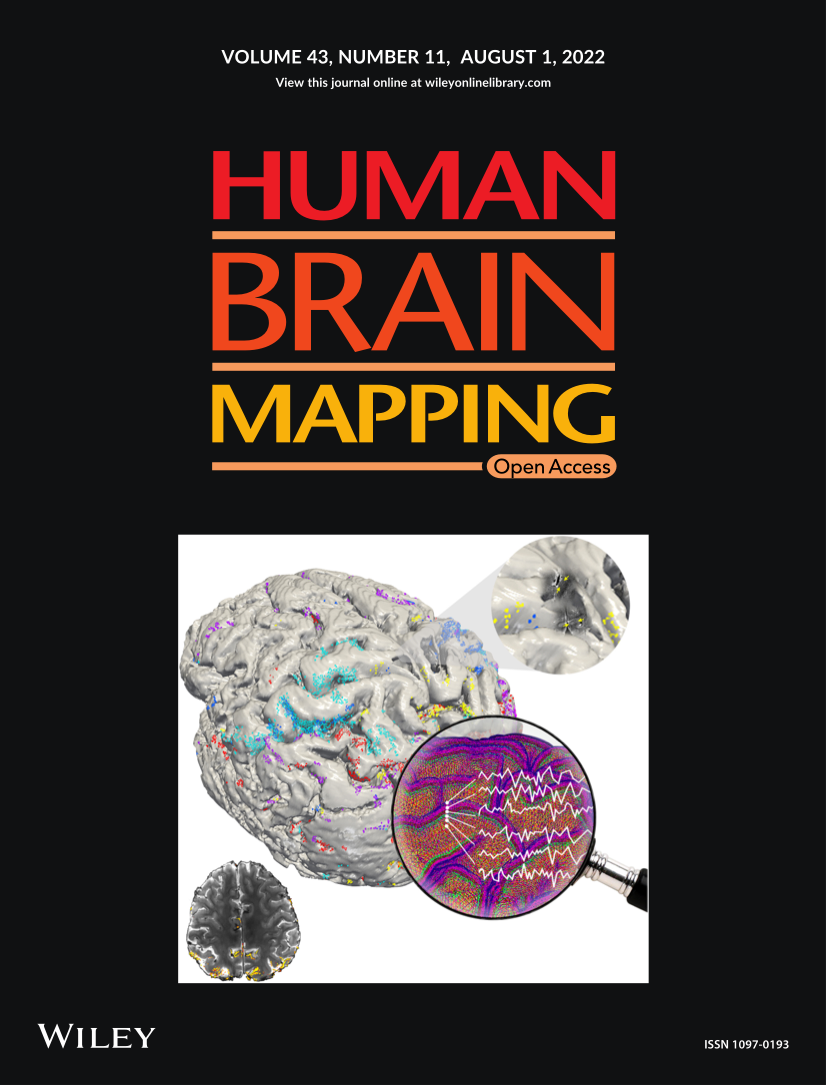 VOLUME 43, NUMBER 11, AUGUST 1, 2022
View this journal online at wileyonlinelibrary.com
HUMAN
BRAIN
MAPPING
Open Access
WILEY
ISSN 1097-0193